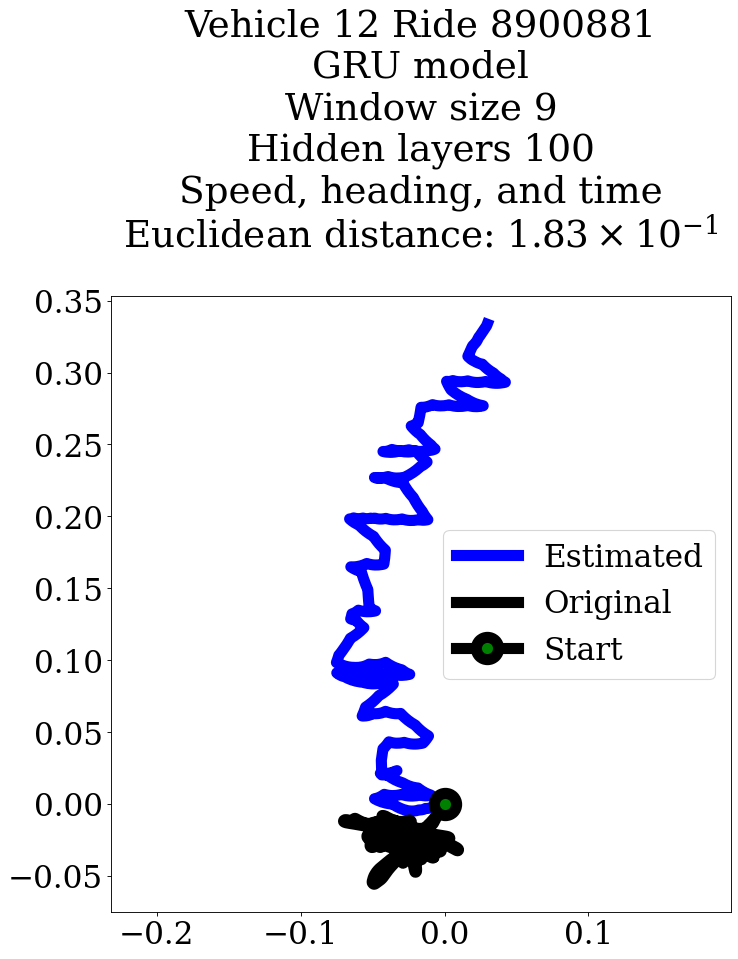 Vehicle 12 Ride 8900881
GRU model
Window size 9
Hidden layers 100
Speed, heading, and time
Euclidean distance: 1.83 × 10⁻¹
0.35
0.30
0.25
0.20
0.15
0.10
0.05
0.00
−0.05
Estimated
Original
Start
−0.2
−0.1
0.0
0.1